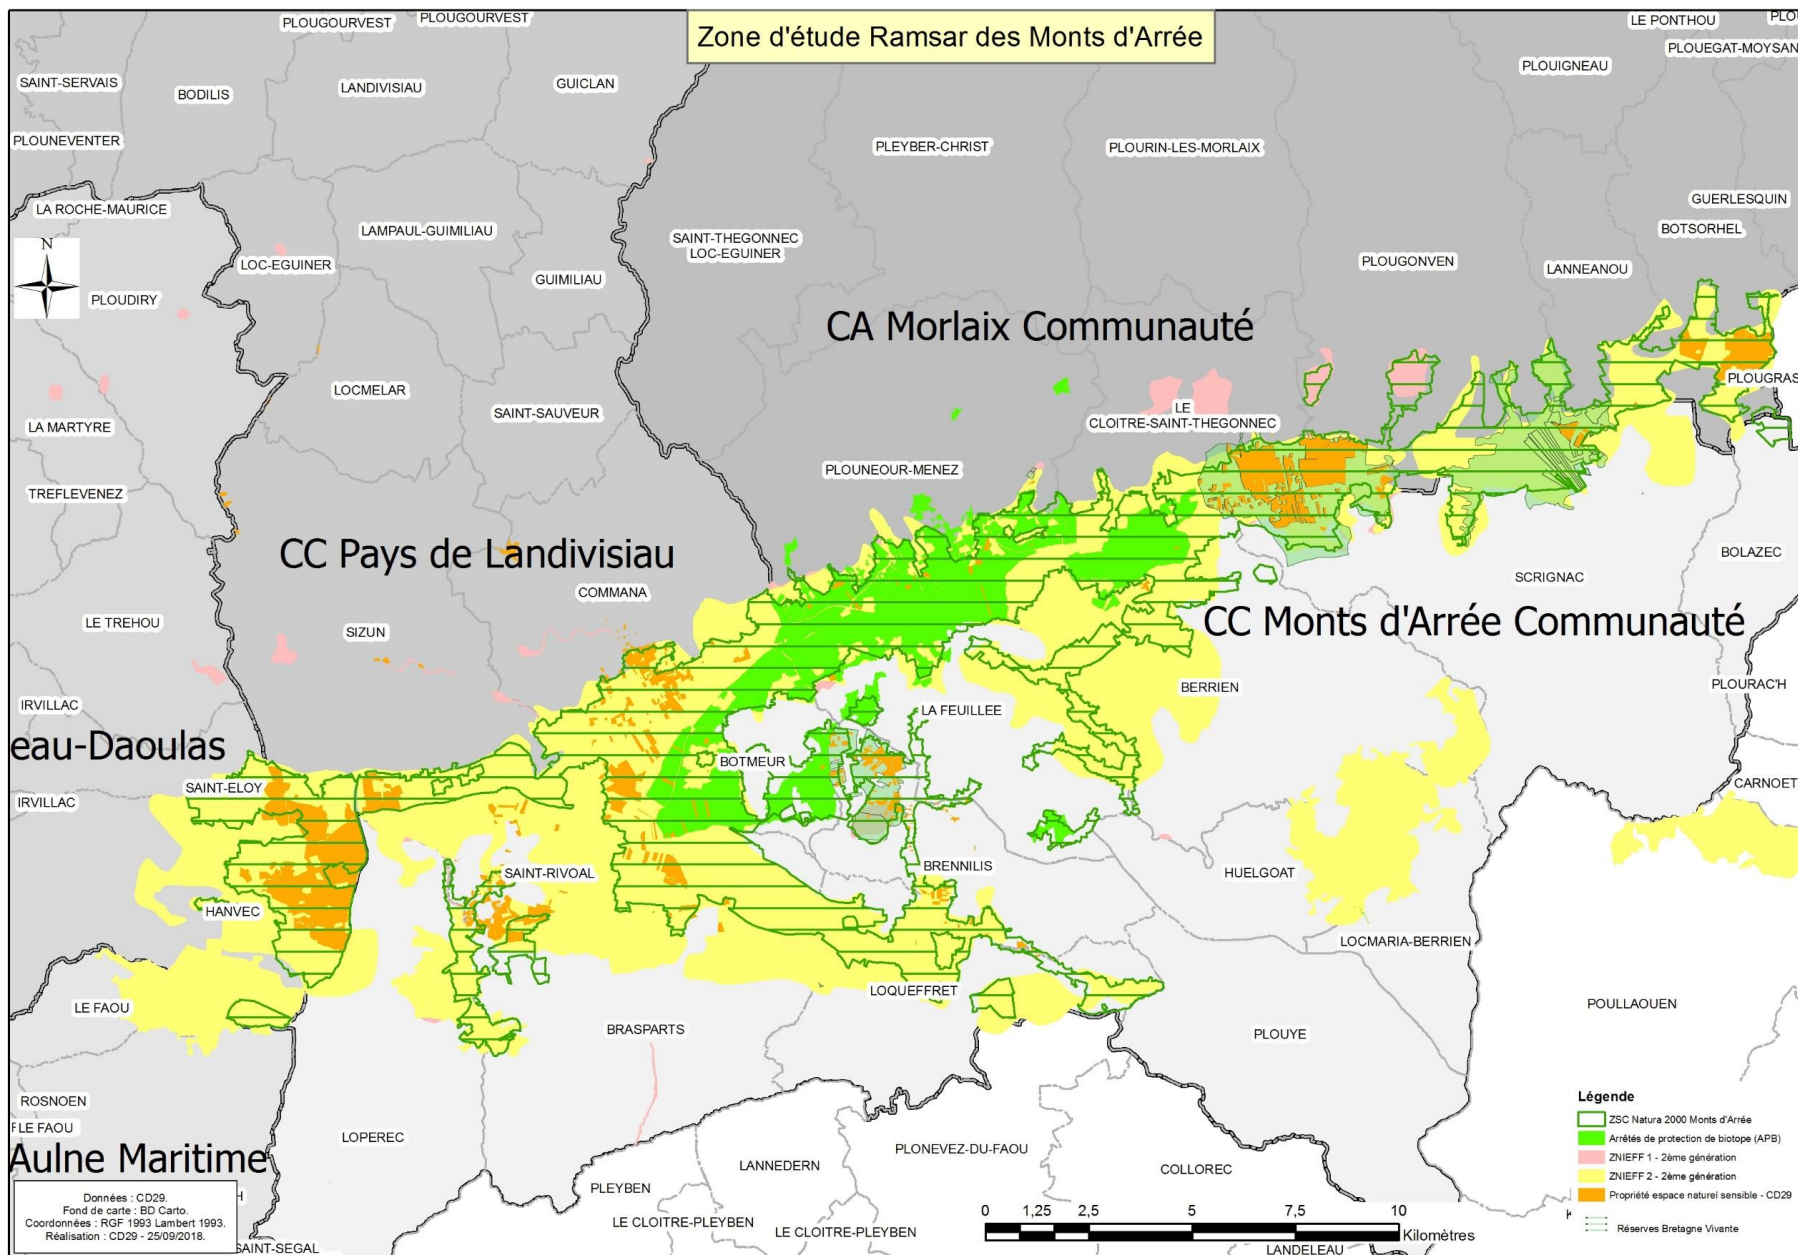 PLOUGOURVEST
PLOUGOURVEST
Zone d'étude Ramsar des Monts d'Arrée
LE PONTHOU
PLOUEGAT-MOYSAN
PLOUIGNEAU
SAINT-SERVAIS
BODILIS
LANDIVISIAU
GUICLAN
PLOUNEVENTER
PLEYBER-CHRIST
PLOURIN-LES-MORLAIX
LA ROCHE-MAURICE
GUERLESQUIN
LAMPAUL-GUIMILIAU
SAINT-THEGONNEC
LOC-EGUINER
BOTSORHEL
N
LOC-EGUINER
GUIMILIAU
PLOUGONVEN
LANNEANOU
PLOUDIRY
CA Morlaix Communauté
LOCMELAR
SAINT-SAUVEUR
PLOUGRAS
LE
CLOITRE-SAINT-THEGONNEC
LA MARTYRE
PLOUNEOUR-MENEZ
TREFLEVENEZ
CC Pays de Landivisiau
BOLAZEC
SCRIGNAC
COMMANA
LE TREHOU
SIZUN
CC Monts d'Arrée Communauté
BERRIEN
PLOURAC'H
IRVILLAC
LA FEUILLEE
eau-Daoulas
BOTMEUR
CARNOET
SAINT-ELOY
IRVILLAC
SAINT-RIVOAL
BRENNILIS
HUELGOAT
HANVEC
LOCMARIA-BERRIEN
LE FAOU
LOQUEFFRET
POULLAOUEN
BRASPARTS
PLOUYE
ROSNOEN
LE FAOU
LOPEREC
Aulne Maritime
PLONEVEZ-DU-FAOU
LANNEDERN
COLLOREC
PLEYBEN
LE CLOITRE-PLEYBEN
LE CLOITRE-PLEYBEN
SAINT-SEGAL
LANDELEAU
Données : CD29.
Fond de carte : BD Carto.
Coordonnées : RGF 1993 Lambert 1993.
Réalisation : CD29 - 25/09/2018.
0 1,25 2,5 5 7,5 10
Kilomètres
Légende
ZSC Natura 2000 Monts d'Arrée
Arrêtés de protection de biotope (APB)
ZNIEFF 1 - 2ème génération
ZNIEFF 2 - 2ème génération
Propriété espace naturel sensible - CD29
Réserves Bretagne Vivante